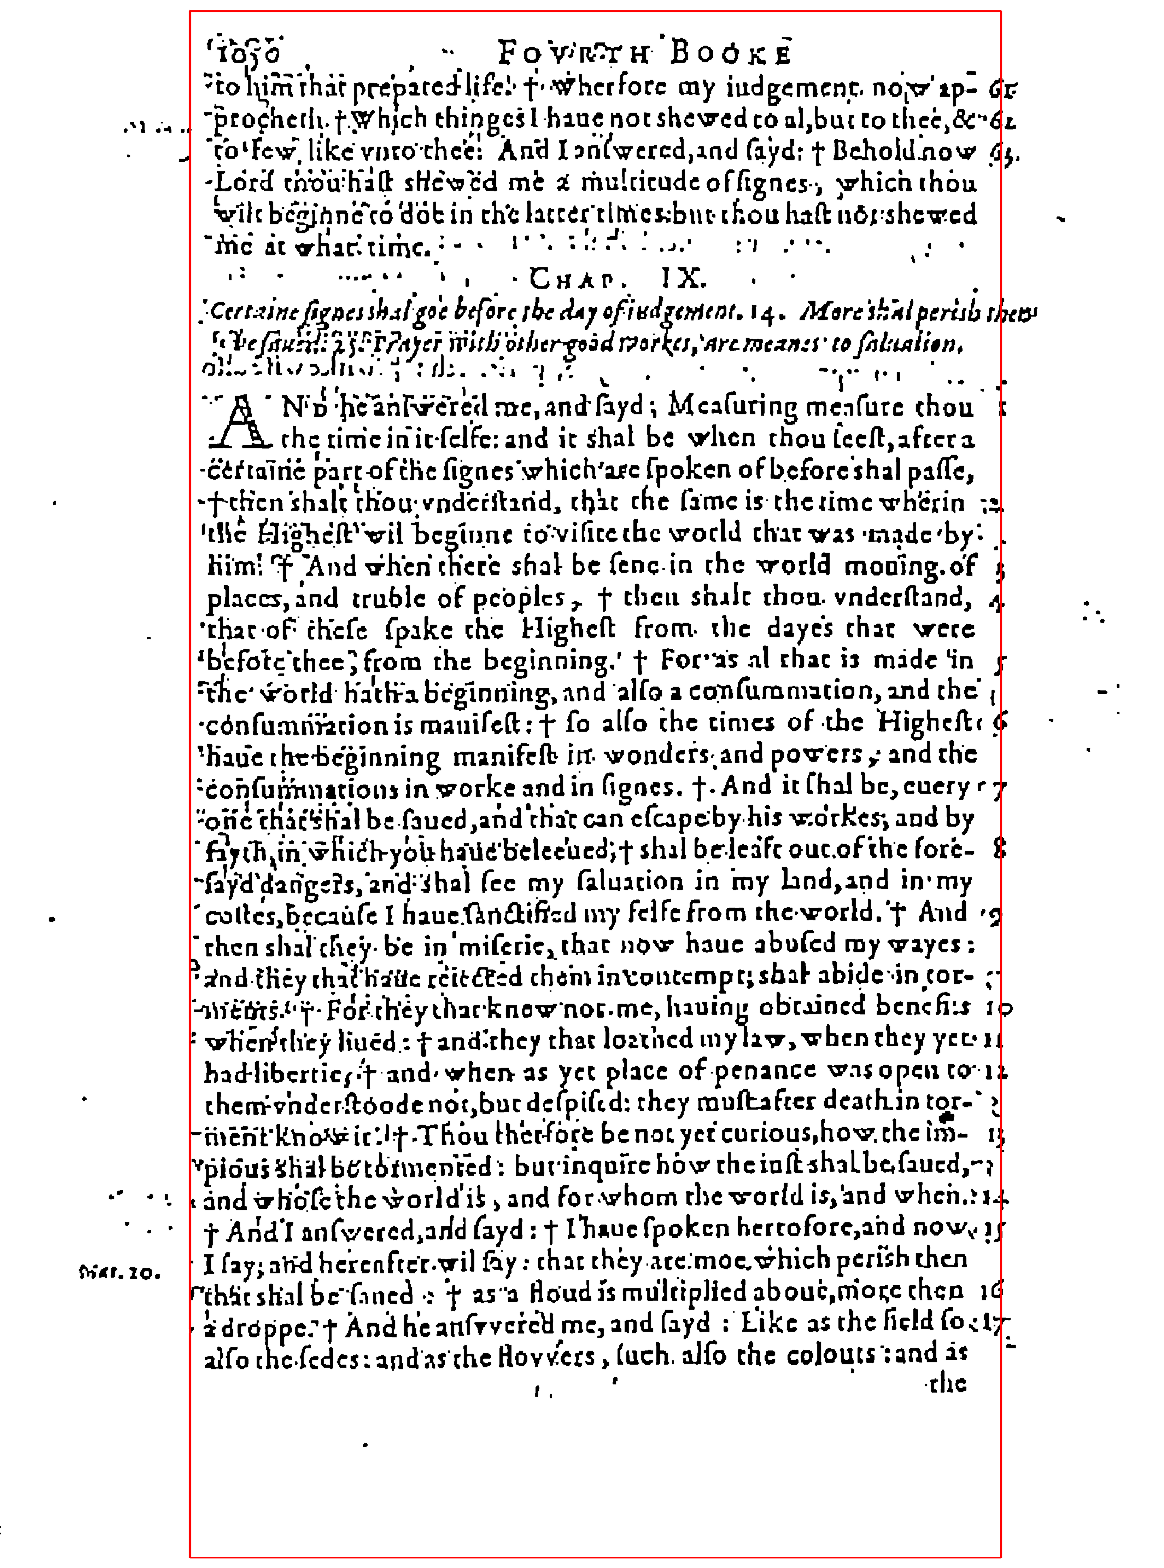 1050 FOVRTH BOOKE
to him that prepared life. † wherfore my iudgement now ap- 61
procheth. † Which thinges I haue not shewed to al, but to thee, & 62
to few like vnto thee. And I anſwered, and ſayd: † Behold now 63.
Lord thou haſt shewed me a multitude of ſignes, which thou
wilt beginne to doe in the latter times: but thou haſt not shewed
me at what time.
CHAP. IX.
Certaine ſignes shal goe before the day of iudgement. 14. More shal perish then
be ſaued. 25. Prayer with other good workes, are meanes to ſaluation.
AND he anſwered me, and ſayd; Meaſuring meaſure thou 1
the time in it ſelfe: and it shal be when thou ſeeſt, after a
certaine part of the ſignes which are ſpoken of before shal paſſe,
† then shalt thou vnderſtand, that the ſame is the time wherin 2
the Higheſt wil beginne to viſite the world that was made by
him. † And when there shal be ſene in the world mouing of 3
places, and truble of peoples, † then shalt thou vnderſtand, 4
that of theſe ſpake the Higheſt from the dayes that were
before thee, from the beginning. † For as al that is made in 5
the world hath a beginning, and alſo a conſummation, and the
conſummation is manifeſt: † ſo alſo the times of the Higheſt 6
haue the beginning manifeſt in wonders and powers, and the
conſummations in worke and in ſignes. † And it ſhal be, euery 7
one that shal be ſaued, and that can eſcape by his workes, and by
fayth, in which you haue beleeued, † shal be leaft out of the fore- 8
ſayd dangers, and shal ſee my ſaluation in my land, and in my
coſtes, becauſe I haue ſanctified my ſelfe from the world. † And 9
then shal they be in miſerie, that now haue abuſed my wayes:
and they that haue reiected them in contempt, shal abide in tor-
ments. † For they that knew not me, hauing obtained benefits 10
when they liued: † and they that loathed my law, when they yet 11
had libertie, † and when as yet place of penance was open to 12
them vnderſtoode not, but deſpiſed: they muſt after death in tor-
ment know it. † Thou therfore be not yet curious, how the im- 13
pious shal be tormented: but inquire how the iuſt shal be ſaued,
and whoſe the world is, and for whom the world is, and when. 14
† And I anſwered, and ſayd: † I haue ſpoken hertofore, and now 15
I ſay, and hereafter wil ſay: that they are moe which perish then
Mat. 20.
that shal be ſaued: † as a floud is multiplied aboue, more then 16
a droppe. † And he anſvvered me, and ſayd: Like as the field ſo 17
alſo the ſedes: and as the flovvers, ſuch alſo the colours: and is
the